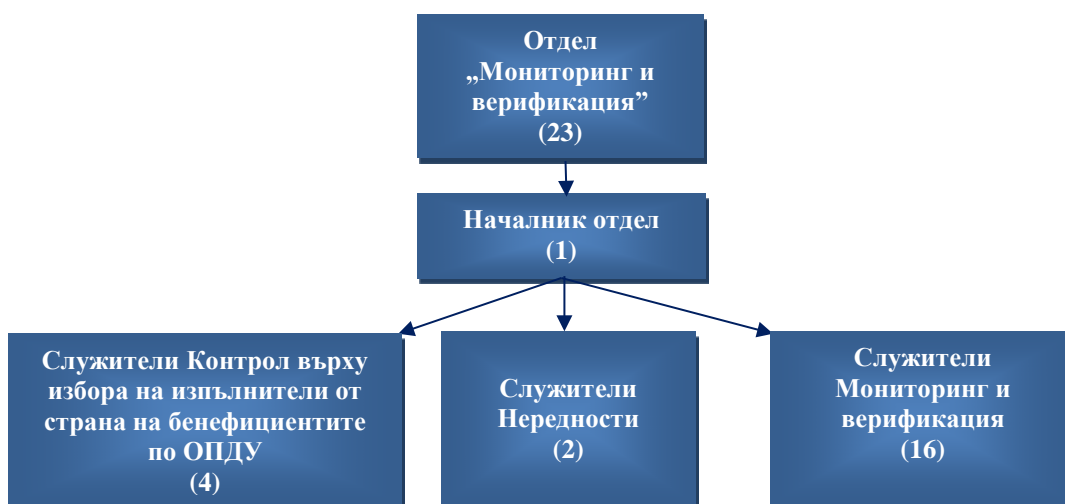 Отдел
„Мониторинг и
верификация”
(23)
Началник отдел
(1)
Служители Контрол върху
избора на изпълнители от
страна на бенефициентите
по ОПДУ
(4)
Служители
Нередности
(2)
Служители
Мониторинг и
верификация
(16)